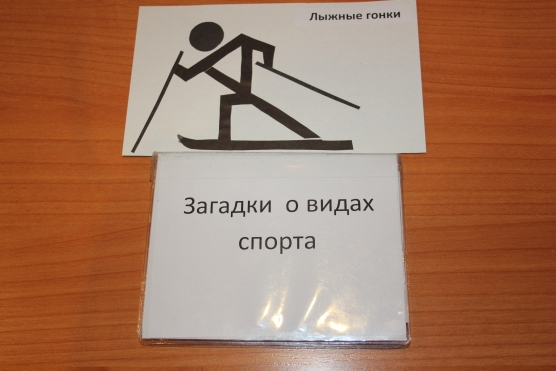 Лыжные гонки
Загадки о видах
спорта